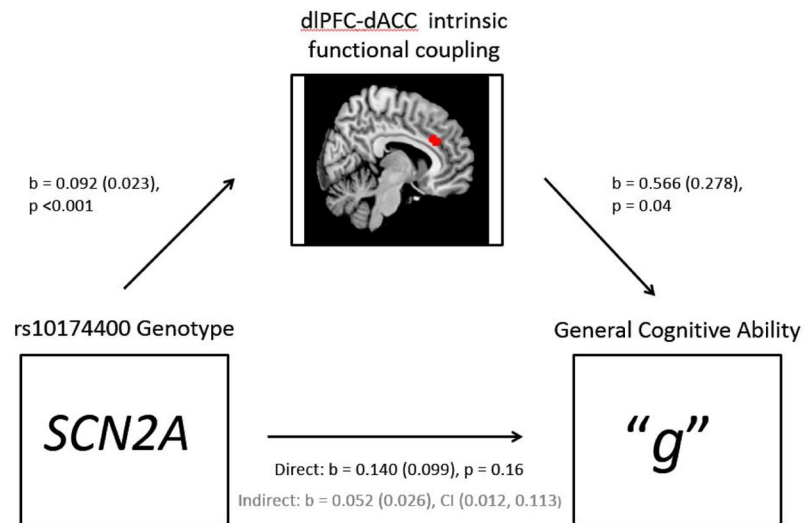 dlPFC-dACC intrinsic
functional coupling
b = 0.092 (0.023),
p <0.001
b = 0.566 (0.278),
p = 0.04
rs10174400 Genotype
General Cognitive Ability
SCN2A
“g”
Direct: b = 0.140 (0.099), p = 0.16
Indirect: b = 0.052 (0.026), CI (0.012, 0.113)